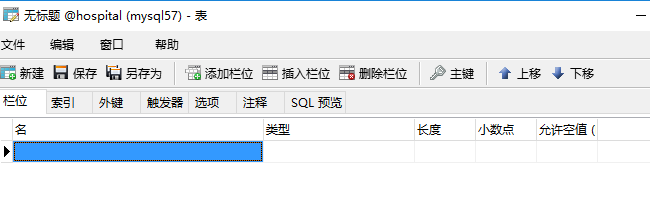 无标题 @hospital (mysql57) - 表
文件 编辑 窗口 帮助
新建 保存 另存为 添加栏位 插入栏位 删除栏位 主键 上移 下移
栏位 索引 外键 触发器 选项 注释 SQL 预览
名 类型 长度 小数点 允许空值 (